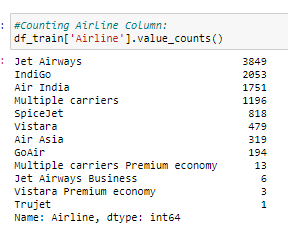 #Counting Airline Column:
df_train['Airline'].value_counts()
Jet Airways 3849
IndiGo 2053
Air India 1751
Multiple carriers 1196
SpiceJet 818
Vistara 479
Air Asia 319
GoAir 194
Multiple carriers Premium economy 13
Jet Airways Business 6
Vistara Premium economy 3
Trujet 1
Name: Airline, dtype: int64